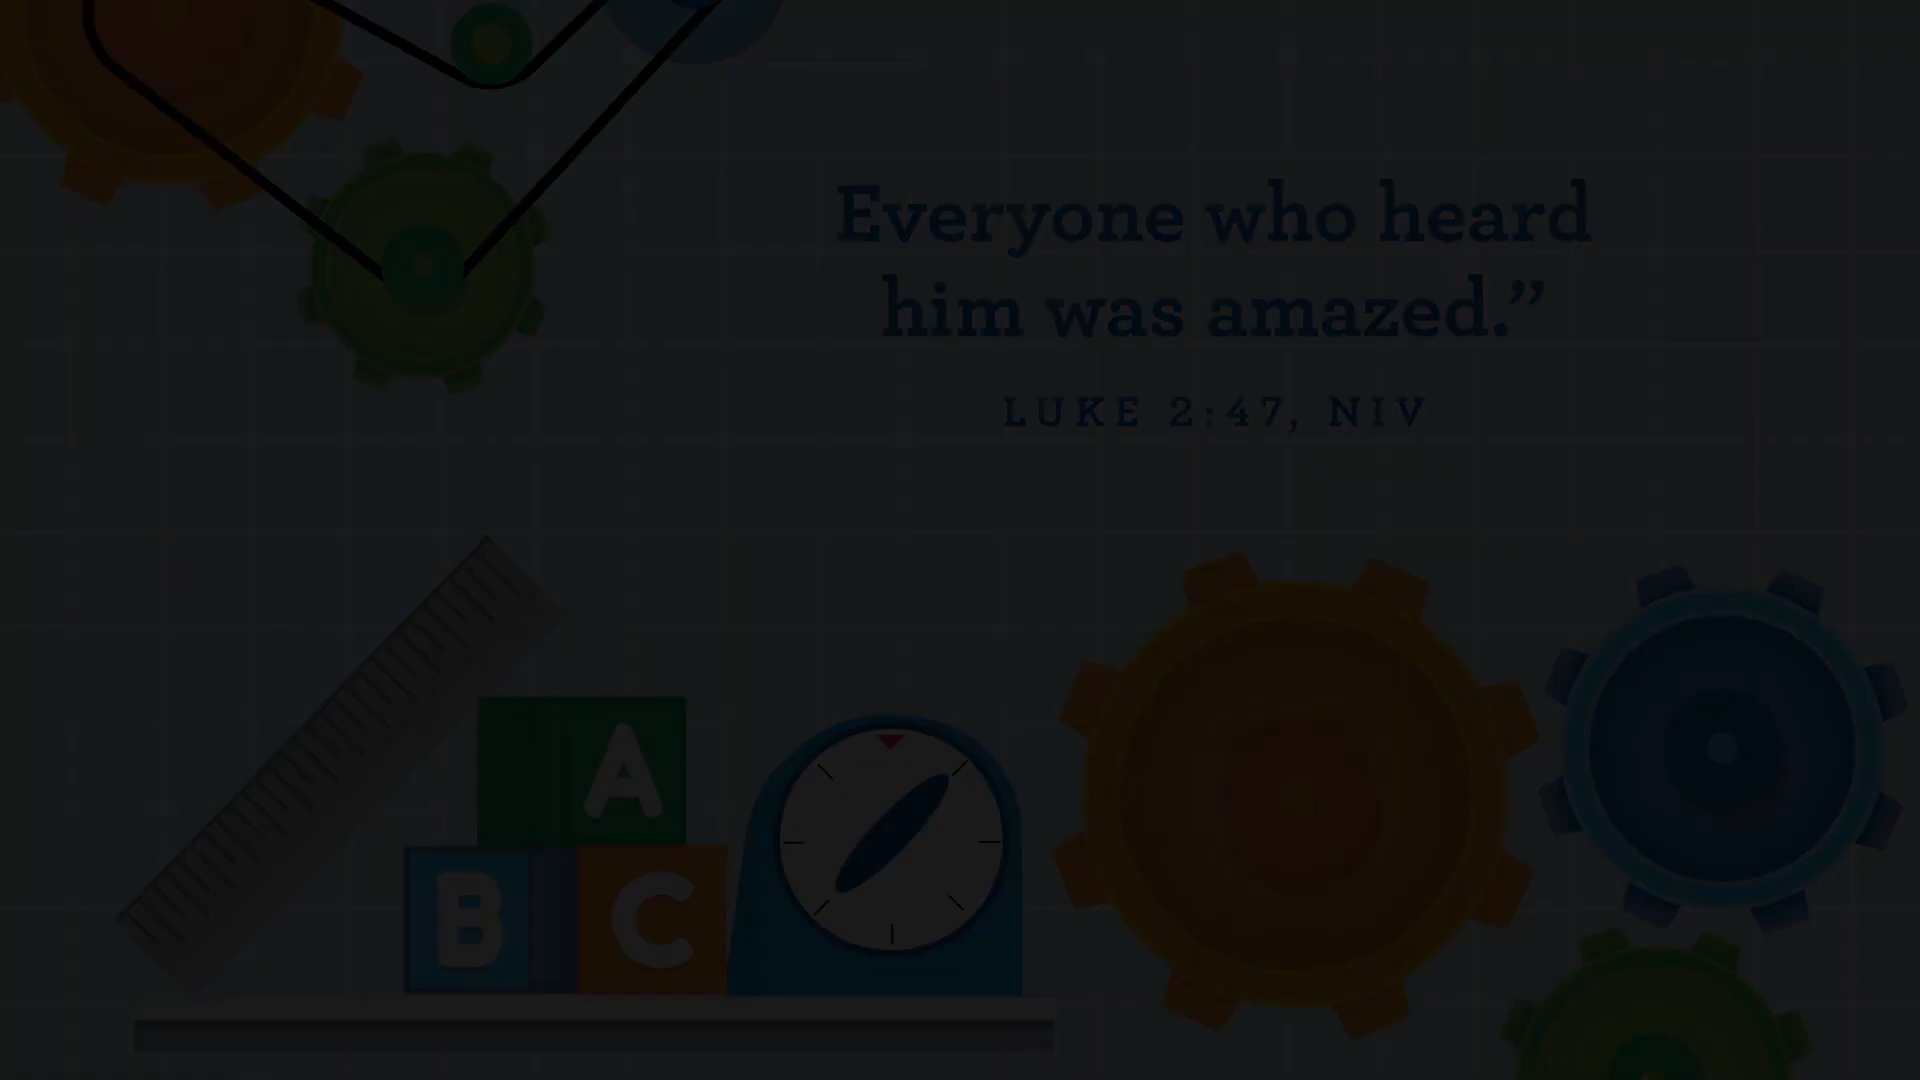 Everyone who heard
him was amazed.”
LUKE 2:47, NIV
A
B C